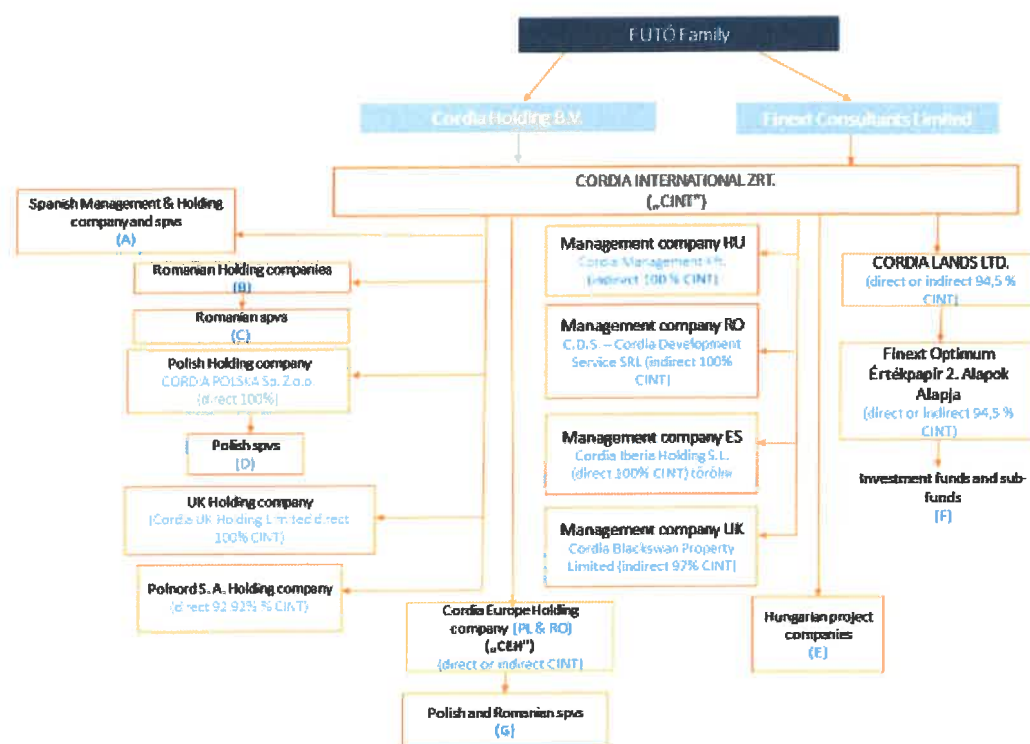 FUTÓ Family
Cordia Holding B.V.
Finext Consultants Limited
CORDIA INTERNATIONAL ZRT.
(„CINT")
Spanish Management & Holding
company and spvs
(A)
Romanian Holding companies
(B)
Romanian spvs
(C)
Polish Holding company
CORDIA POLSKA Sp. Z.o.o.
(direct 100%)
Polish spvs
(D)
UK Holding company
(Cordia UK Holding Limited direct
100% CINT)
Polnord S. A. Holding company
(direct 92.92% % CINT)
Management company HU
Cordia Management Kft.
(indirect 100 % CINT)
Management company RO
C.D.S. – Cordia Development
Service SRL (indirect 100%
CINT)
Management company ES
Cordia Iberia Holding S.L.
(direct 100% CINT) törölni
Management company UK
Cordia Blackswan Property
Limited (indirect 97% CINT)
Cordia Europe Holding
company (PL & RO)
(„CEH")
(direct or indirect CINT)
Polish and Romanian spvs
(G)
Hungarian project
companies
(E)
CORDIA LANDS LTD.
(direct or indirect 94,5 %
CINT)
Finext Optimum
Értékpapír 2. Alapok
Alapja
(direct or indirect 94,5 %
CINT)
Investment funds and sub-
funds
(F)